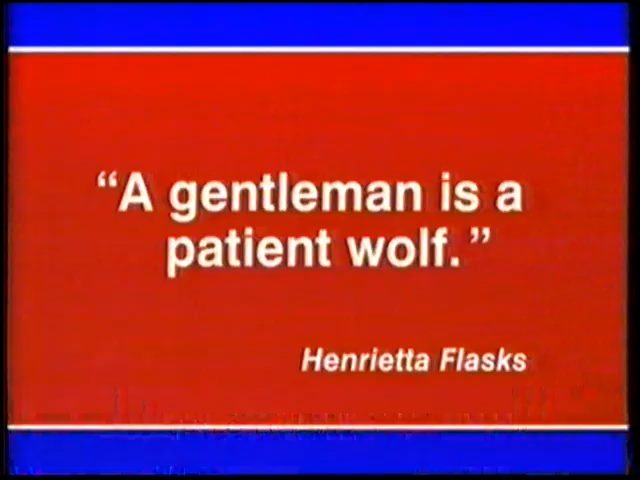 “A gentleman is a
patient wolf.”
Henrietta Flasks